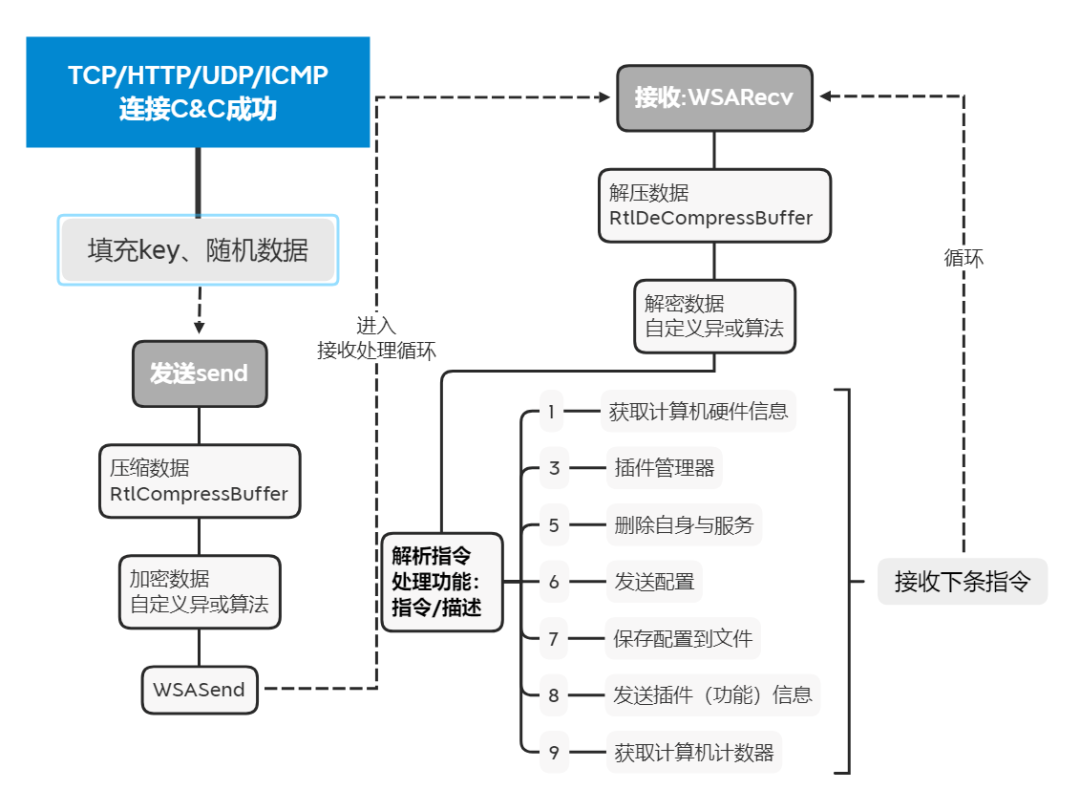 TCP/HTTP/UDP/ICMP
连接C&C成功
填充key、随机数据
发送send
压缩数据
RtlCompressBuffer
加密数据
自定义异或算法
WSASend
进入
接收处理循环
接收:WSARecv
解压数据
RtlDeCompressBuffer
解密数据
自定义异或算法
解析指令
处理功能：
指令/描述
1 获取计算机硬件信息
3 插件管理器
5 删除自身与服务
6 发送配置
7 保存配置到文件
8 发送插件（功能）信息
9 获取计算机计数器
接收下条指令
循环